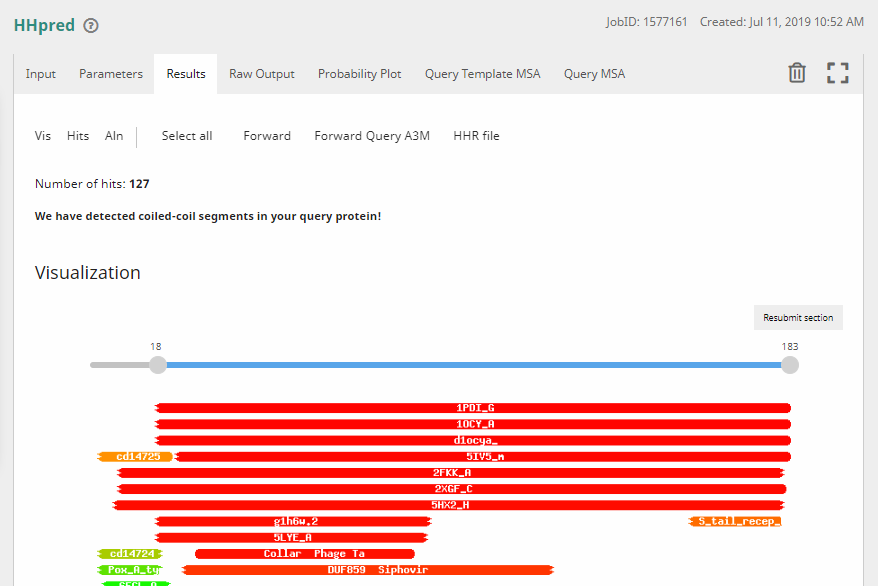 HHpred ?
JobID: 1577161 Created: Jul 11, 2019 10:52 AM
Input Parameters Results Raw Output Probability Plot Query Template MSA Query MSA
Vis Hits Aln Select all Forward Forward Query A3M HHR file
Number of hits: 127
We have detected coiled-coil segments in your query protein!
Visualization
Resubmit section
18 183
1PDI_G
1OCY_A
d1ocya_
cd14725 5IV5_m
2FKK_A
2XGF_C
5HX2_H
g1h6w.2 S_tail_recep_
5LYE_A
cd14724 Collar Phage_Ta
Pox_A_ty DUF859 Siphovir